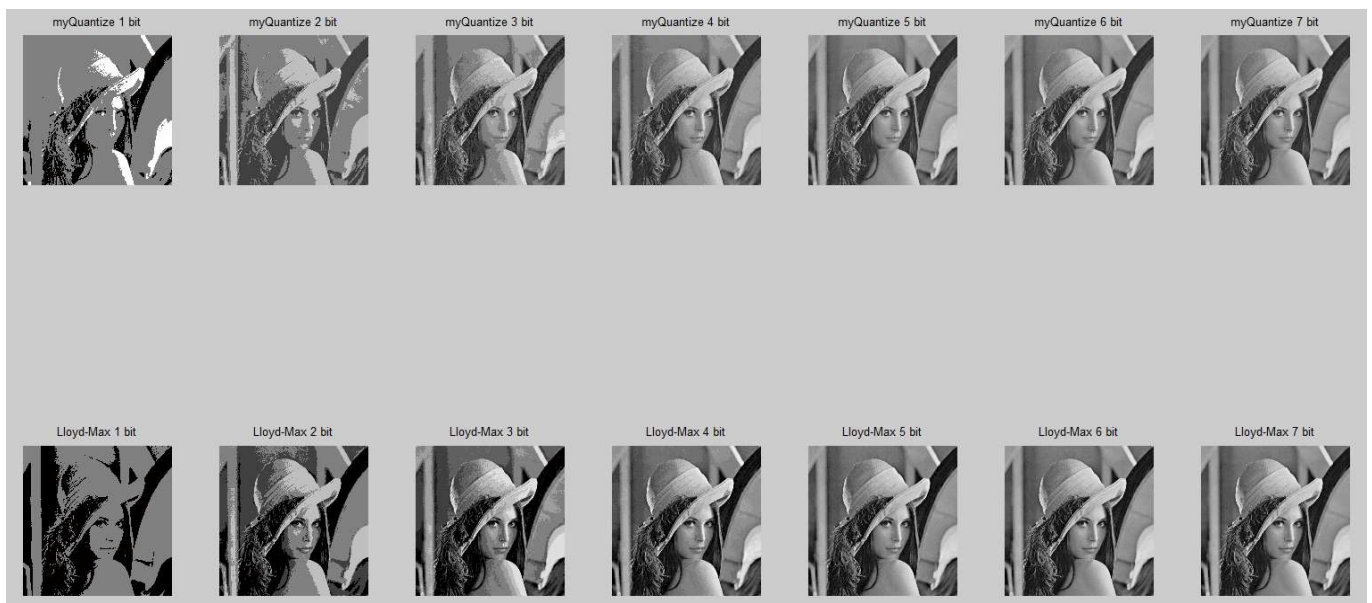 myQuantize 1 bit
myQuantize 2 bit
myQuantize 3 bit
myQuantize 4 bit
myQuantize 5 bit
myQuantize 6 bit
myQuantize 7 bit
Lloyd-Max 1 bit
Lloyd-Max 2 bit
Lloyd-Max 3 bit
Lloyd-Max 4 bit
Lloyd-Max 5 bit
Lloyd-Max 6 bit
Lloyd-Max 7 bit